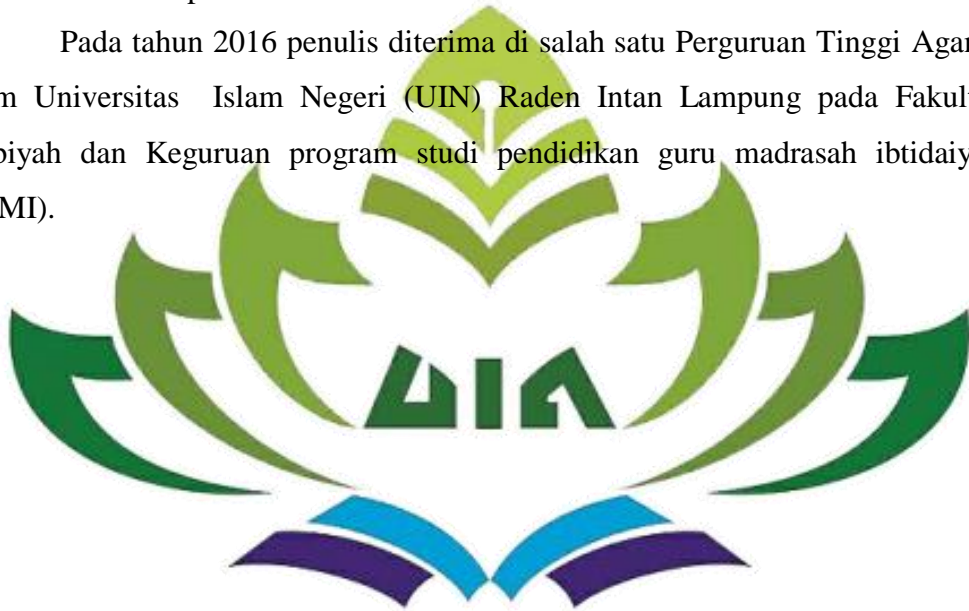 Pada tahun 2016 penulis diterima di salah satu Perguruan Tinggi Agar
m Universitas Islam Negeri (UIN) Raden Intan Lampung pada Fakult
biyah dan Keguruan program studi pendidikan guru madrasah ibtidaiy
MI).
UIN